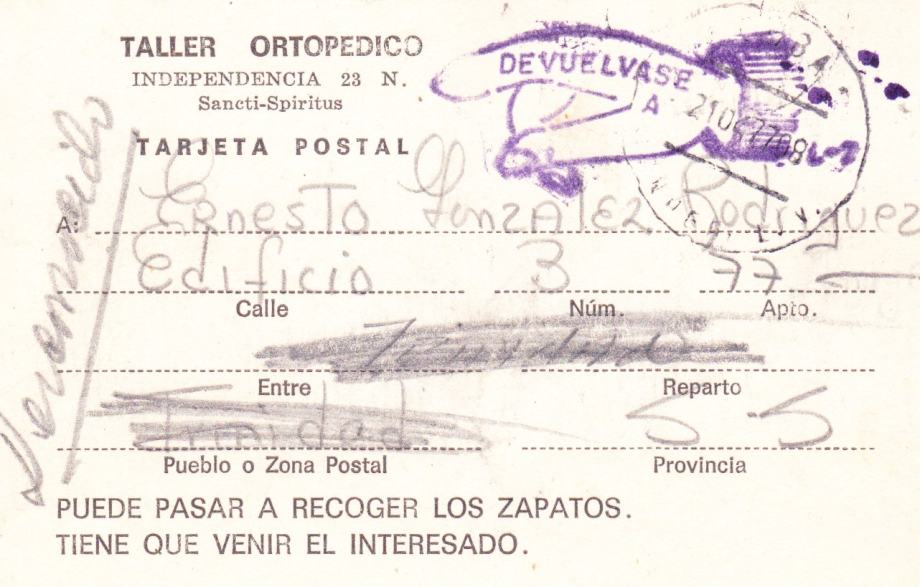 TALLER ORTOPEDICO
INDEPENDENCIA 23 N.
Sancti-Spiritus
TARJETA POSTAL
DEVUELVASE
A
A: Ernesto Gonzalez Rodriguez
Edificio 3 77
Calle Núm. Apto.
Entre Reparto
Trinidad S-S
Pueblo o Zona Postal Provincia
PUEDE PASAR A RECOGER LOS ZAPATOS.
TIENE QUE VENIR EL INTERESADO.